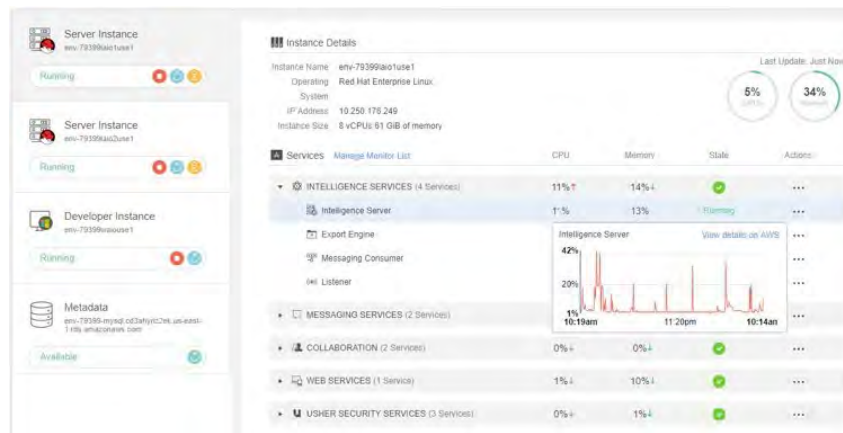 Server Instance
env-79399laio1use1
Running
Server Instance
env-79399laio2use1
Running
Developer Instance
Running
Metadata
Available
Instance Details
Last Update: Just Now
Instance Name env-79399laio1use1
Operating System Red Hat Enterprise Linux
IP Address 10.250.176.249
Instance Size 8 vCPUs 61 GiB of memory
5%
34%
Services Manage Monitor List CPU Memory State Actions
INTELLIGENCE SERVICES (4 Services) 11%↑ 14%↓ ...
Intelligence Server 11% 13% Running ...
Export Engine ...
Messaging Consumer ...
Listener ...
Intelligence Server View details on AWS
42%
20%
1%
10:19am 11:20pm 10:14am
MESSAGING SERVICES (2 Services) ...
COLLABORATION (2 Services) 0%↓ 0%↓ ...
WEB SERVICES (1 Service) 1%↓ 10%↓ ...
USHER SECURITY SERVICES (3 Services) 0%↓ 1%↓ ...